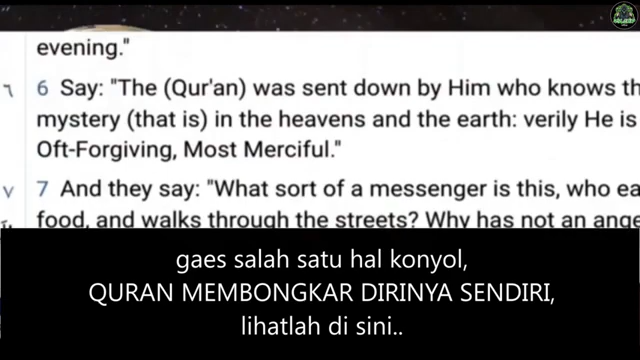 evening."
6 Say: "The (Qur'an) was sent down by Him who knows
mystery (that is) in the heavens and the earth: verily He is
Oft-Forgiving, Most Merciful."
7 And they say: "What sort of a messenger is this, who
food, and walks through the streets? Why has not an
gaes salah satu hal konyol,
QURAN MEMBONGKAR DIRINYA SENDIRI,
lihatlah di sini..